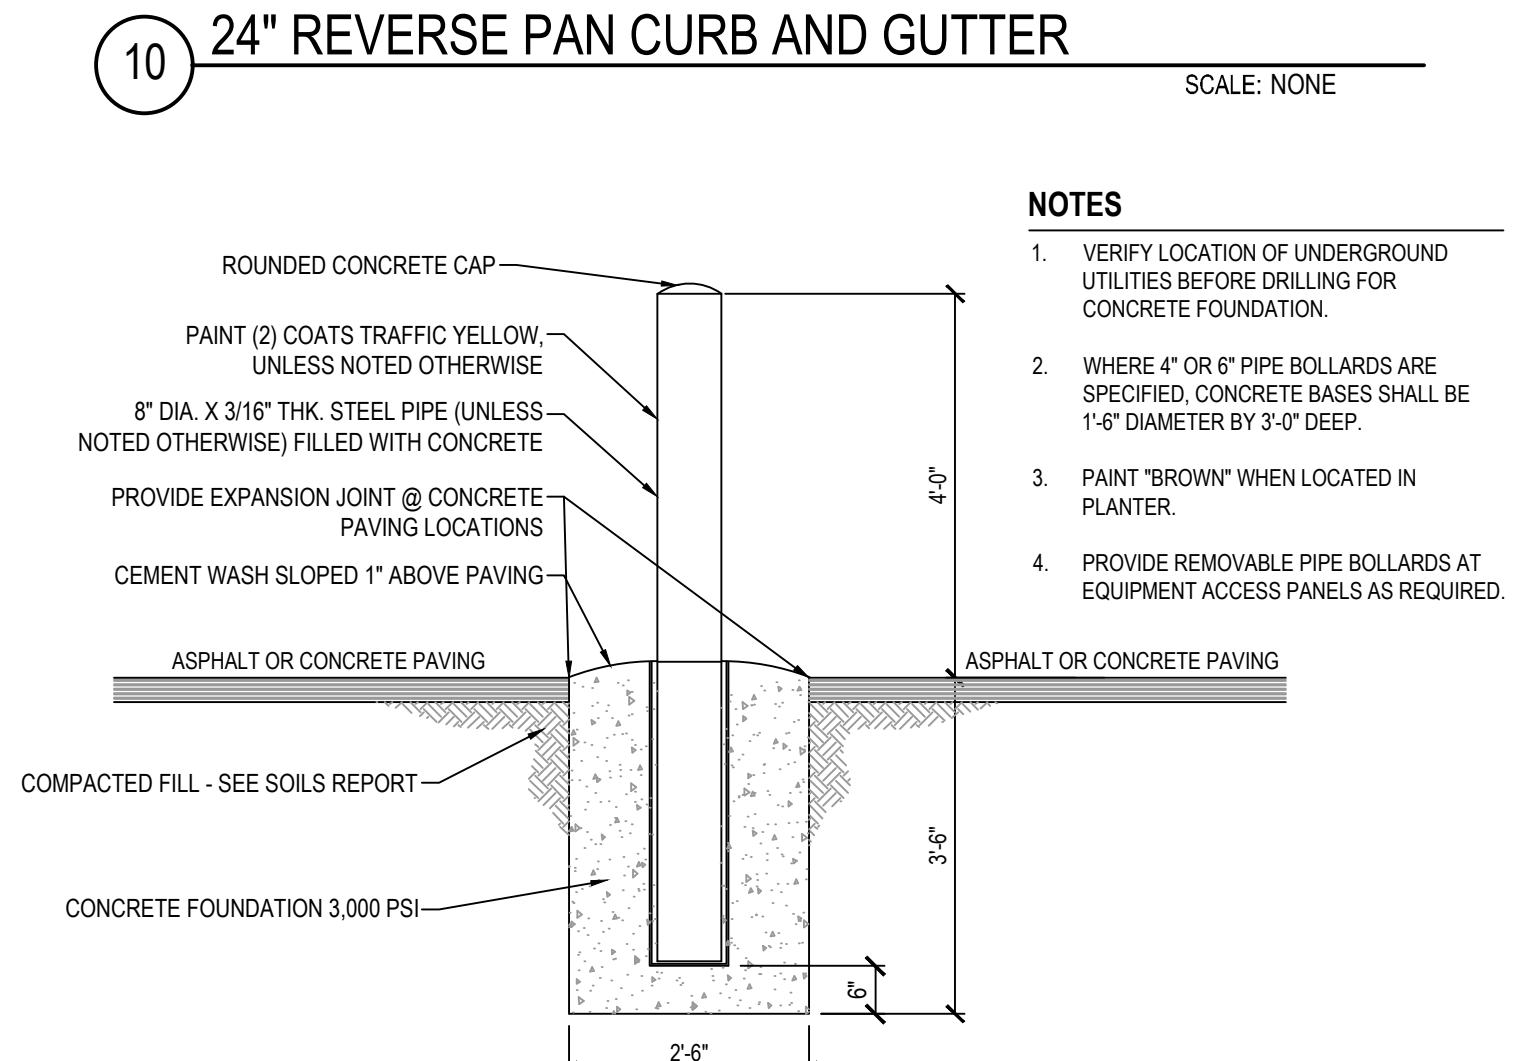 10
24" REVERSE PAN CURB AND GUTTER
SCALE: NONE
NOTES
1. VERIFY LOCATION OF UNDERGROUND
UTILITIES BEFORE DRILLING FOR
CONCRETE FOUNDATION.
2. WHERE 4" OR 6" PIPE BOLLARDS ARE
SPECIFIED, CONCRETE BASES SHALL BE
1'-6" DIAMETER BY 3'-0" DEEP.
3. PAINT "BROWN" WHEN LOCATED IN
PLANTER.
4. PROVIDE REMOVABLE PIPE BOLLARDS AT
EQUIPMENT ACCESS PANELS AS REQUIRED.
ROUNDED CONCRETE CAP
PAINT (2) COATS TRAFFIC YELLOW,
UNLESS NOTED OTHERWISE
8" DIA. X 3/16" THK. STEEL PIPE (UNLESS
NOTED OTHERWISE) FILLED WITH CONCRETE
PROVIDE EXPANSION JOINT @ CONCRETE
PAVING LOCATIONS
CEMENT WASH SLOPED 1" ABOVE PAVING
ASPHALT OR CONCRETE PAVING
ASPHALT OR CONCRETE PAVING
COMPACTED FILL - SEE SOILS REPORT
CONCRETE FOUNDATION 3,000 PSI
4'-0"
3'-6"
6"
2'-6"